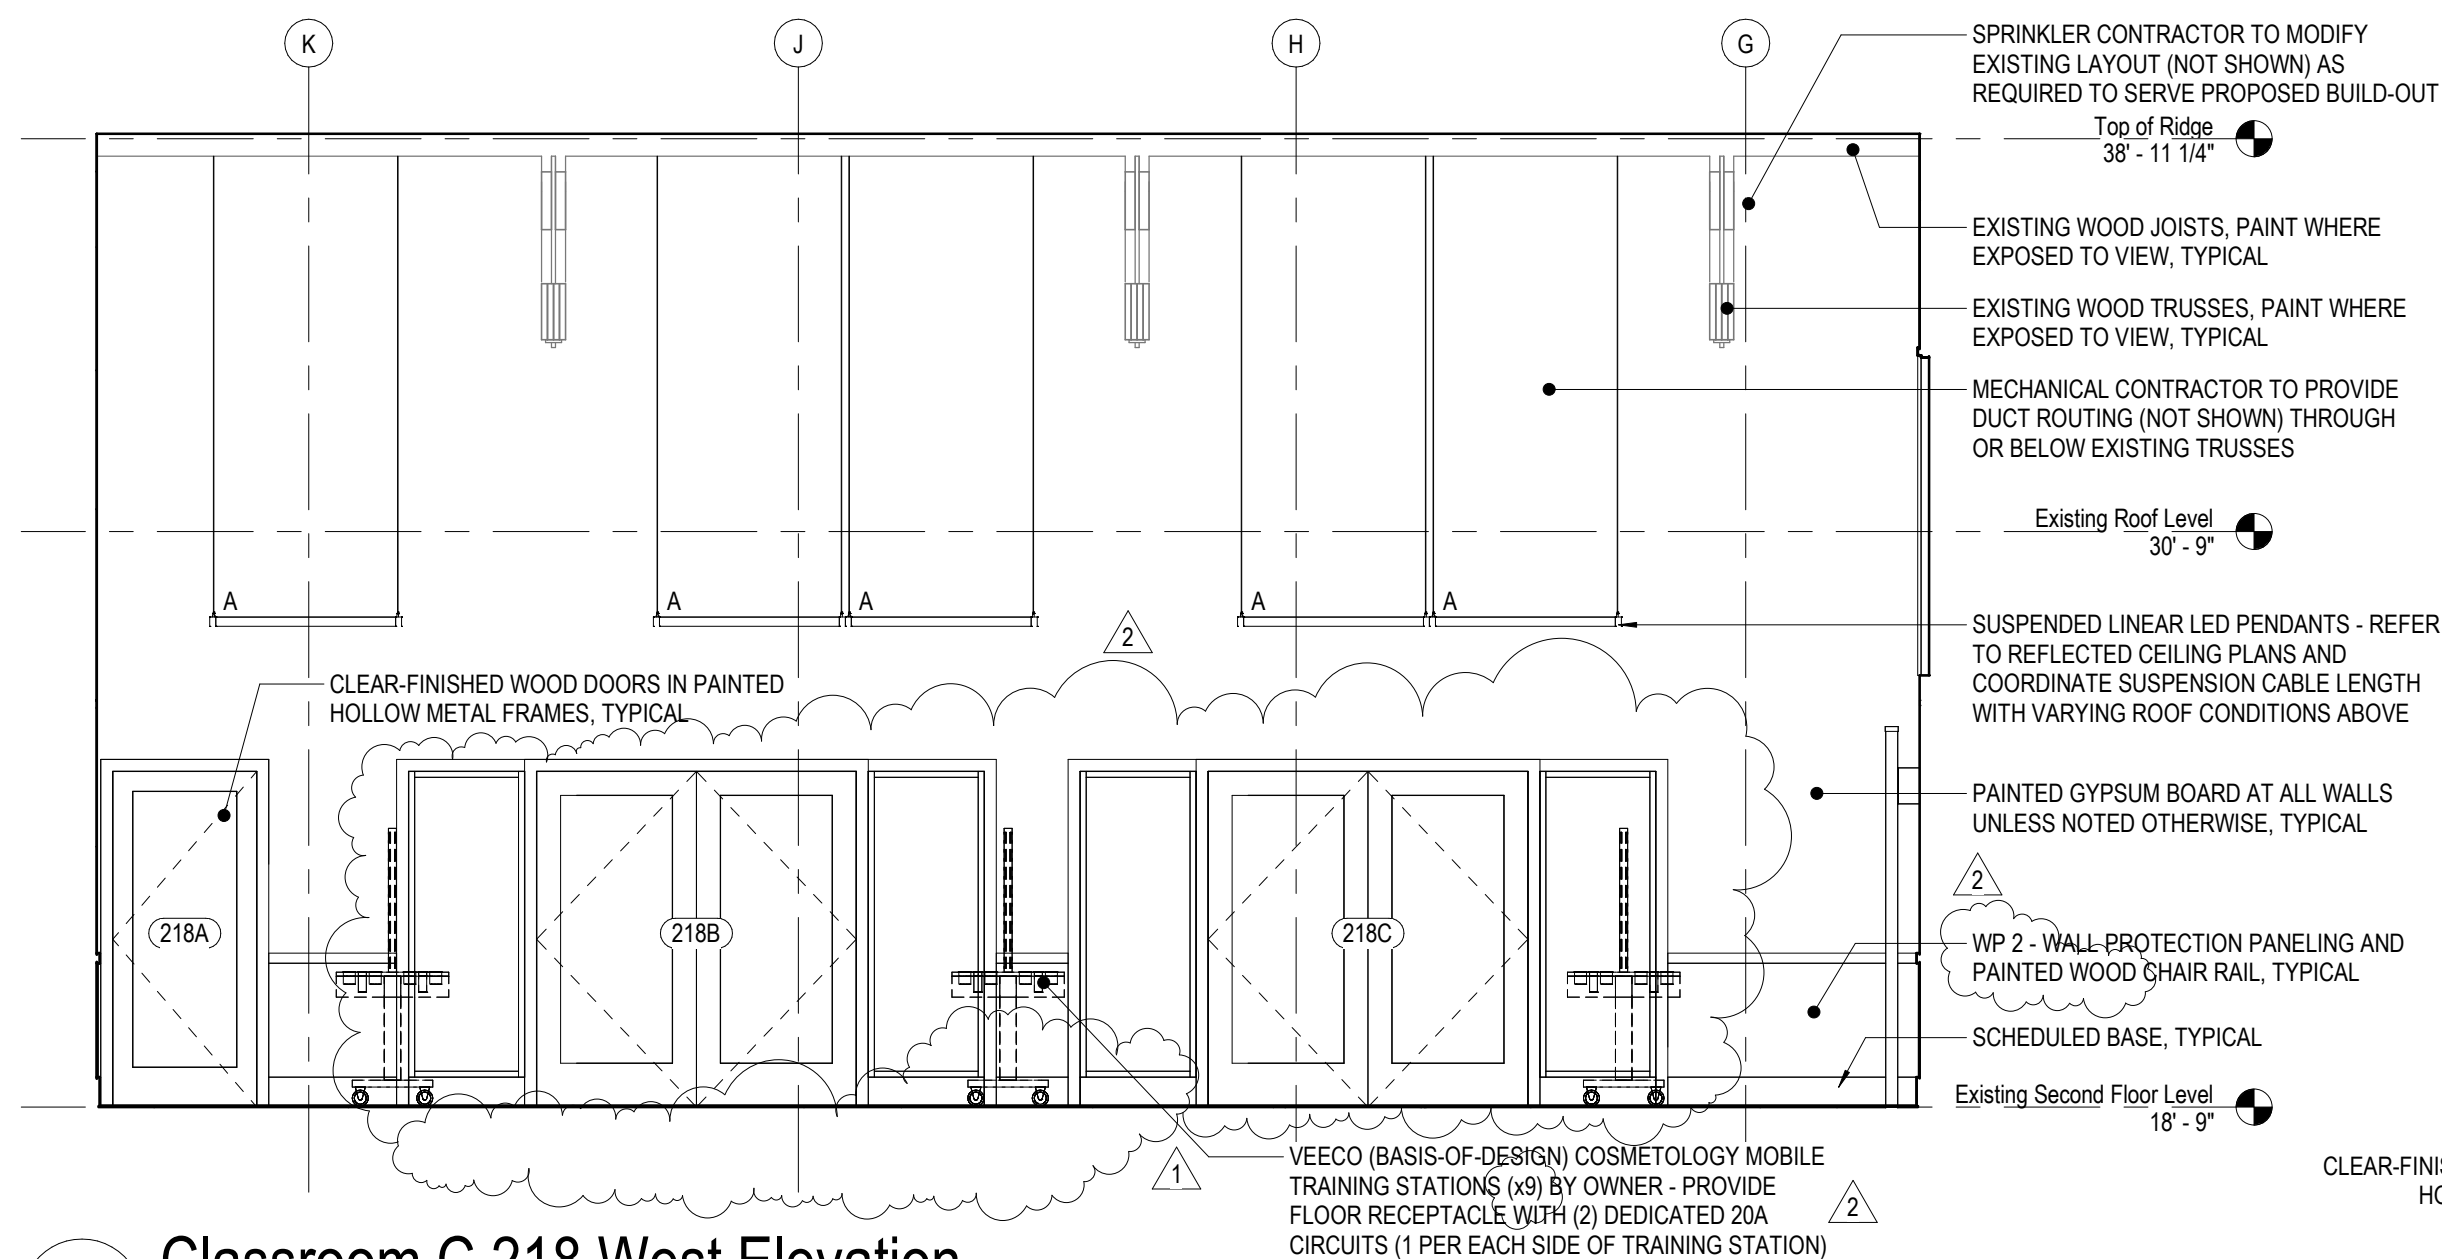 K
J
H
G
SPRINKLER CONTRACTOR TO MODIFY
EXISTING LAYOUT (NOT SHOWN) AS
REQUIRED TO SERVE PROPOSED BUILD-OUT
Top of Ridge
38' - 11 1/4"
EXISTING WOOD JOISTS, PAINT WHERE
EXPOSED TO VIEW, TYPICAL
EXISTING WOOD TRUSSES, PAINT WHERE
EXPOSED TO VIEW, TYPICAL
MECHANICAL CONTRACTOR TO PROVIDE
DUCT ROUTING (NOT SHOWN) THROUGH
OR BELOW EXISTING TRUSSES
Existing Roof Level
30' - 9"
A
A
A
A
A
2
SUSPENDED LINEAR LED PENDANTS - REFER
TO REFLECTED CEILING PLANS AND
COORDINATE SUSPENSION CABLE LENGTH
WITH VARYING ROOF CONDITIONS ABOVE
CLEAR-FINISHED WOOD DOORS IN PAINTED
HOLLOW METAL FRAMES, TYPICAL
PAINTED GYPSUM BOARD AT ALL WALLS
UNLESS NOTED OTHERWISE, TYPICAL
2
218A
218B
218C
WP 2 - WALL PROTECTION PANELING AND
PAINTED WOOD CHAIR RAIL, TYPICAL
SCHEDULED BASE, TYPICAL
Existing Second Floor Level
18' - 9"
1
VEECO (BASIS-OF-DESIGN) COSMETOLOGY MOBILE
TRAINING STATIONS (x9) BY OWNER - PROVIDE
FLOOR RECEPTACLE WITH (2) DEDICATED 20A
CIRCUITS (1 PER EACH SIDE OF TRAINING STATION)
2
CLEAR-FINIS
HO
Classroom C 218 West Elevation